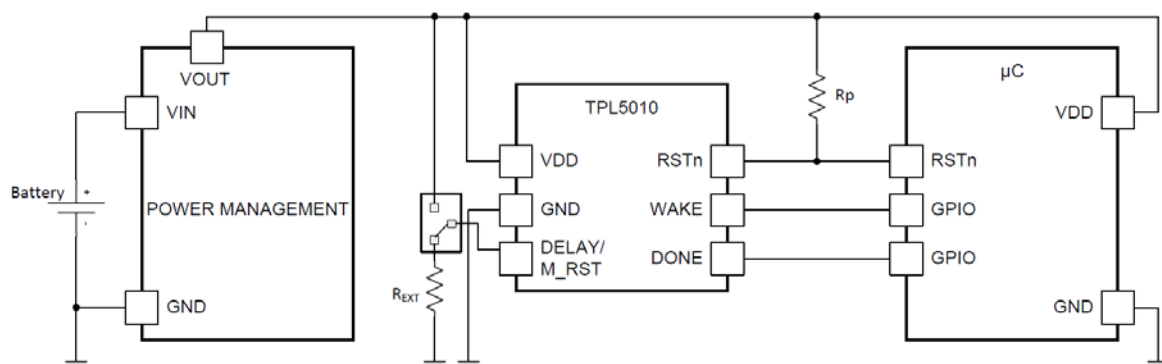 VOUT
VIN
Battery
+
-
POWER MANAGEMENT
GND
REXT
TPL5010
VDD
GND
DELAY/
M_RST
RSTn
WAKE
DONE
Rp
µC
VDD
RSTn
GPIO
GPIO
GND